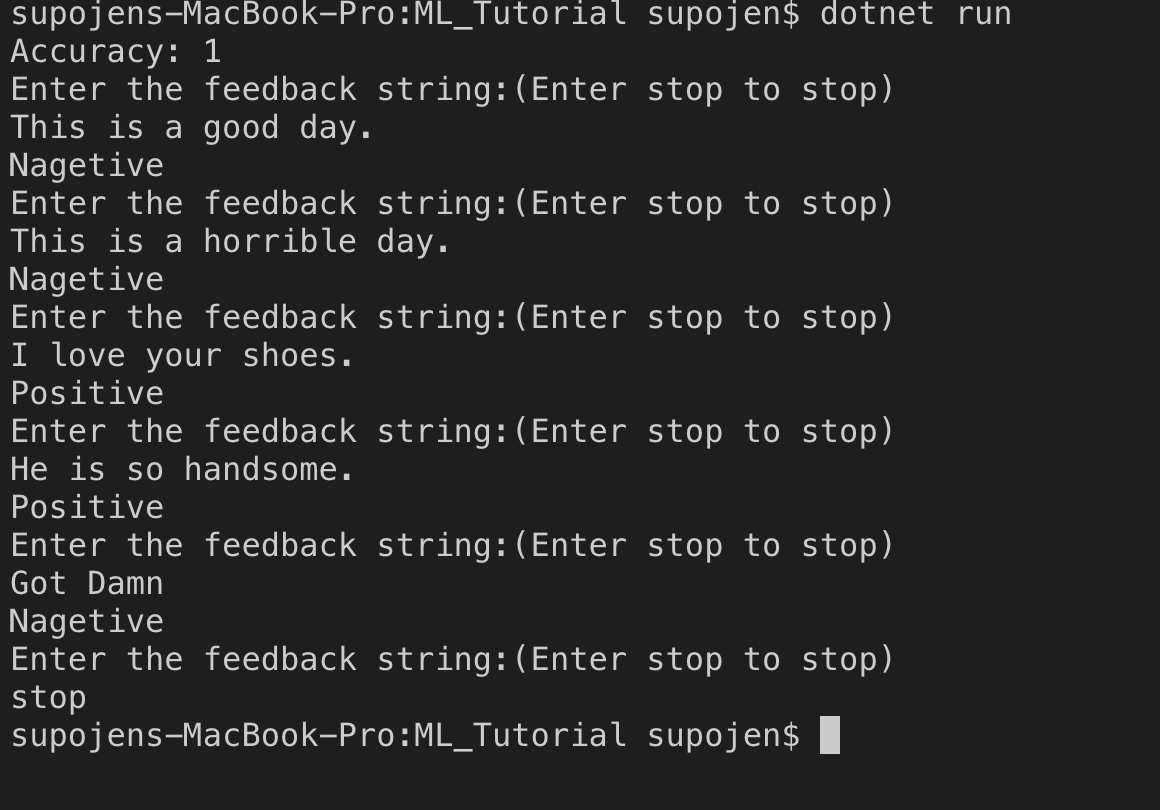 supojens-MacBook-Pro:ML_Tutorial supojen$ dotnet run
Accuracy: 1
Enter the feedback string:(Enter stop to stop)
This is a good day.
Nagetive
Enter the feedback string:(Enter stop to stop)
This is a horrible day.
Nagetive
Enter the feedback string:(Enter stop to stop)
I love your shoes.
Positive
Enter the feedback string:(Enter stop to stop)
He is so handsome.
Positive
Enter the feedback string:(Enter stop to stop)
Got Damn
Nagetive
Enter the feedback string:(Enter stop to stop)
stop
supojens-MacBook-Pro:ML_Tutorial supojen$